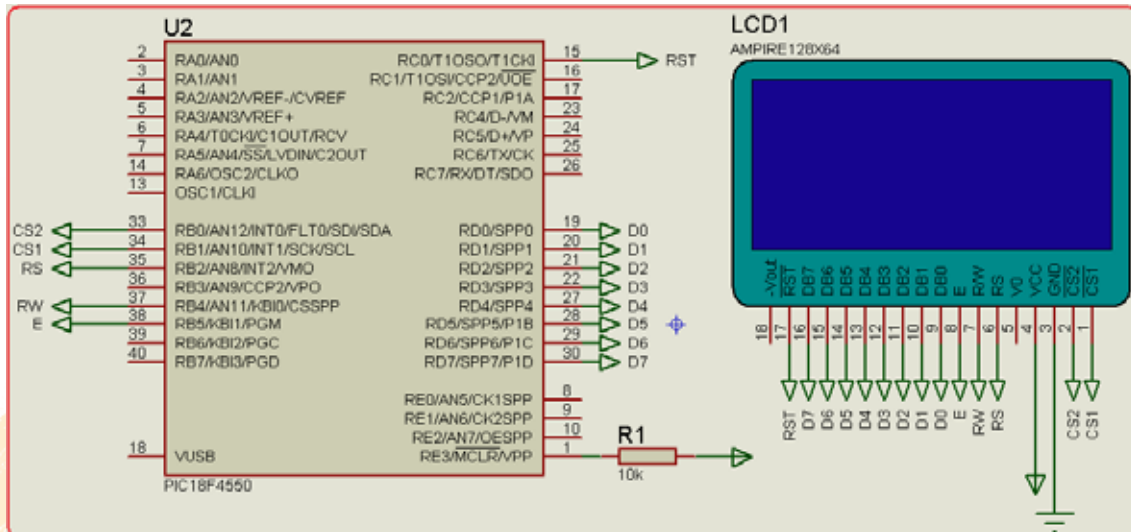 U2
2 RA0/AN0
3 RA1/AN1
4 RA2/AN2/VREF-/CVREF
5 RA3/AN3/VREF+
6 RA4/T0CKI/C1OUT/RCV
7 RA5/AN4/SS/LVDIN/C2OUT
14 RA6/OSC2/CLKO
13 OSC1/CLKI
CS2 33 RB0/AN12/INT0/FLT0/SDI/SDA
CS1 34 RB1/AN10/INT1/SCK/SCL
RS 35 RB2/AN8/INT2/VMO
36 RB3/AN9/CCP2/VPO
RW 37 RB4/AN11/KBI0/CSSPP
E 38 RB5/KBI1/PGM
39 RB6/KBI2/PGC
40 RB7/KBI3/PGD
18 VUSB
RC0/T1OSO/T1CKI 15 RST
RC1/T1OSI/CCP2/UOE 16
RC2/CCP1/P1A 17
RC4/D-/VM 23
RC5/D+/VP 24
RC6/TX/CK 25
RC7/RX/DT/SDO 26
RD0/SPP0 19 D0
RD1/SPP1 20 D1
RD2/SPP2 21 D2
RD3/SPP3 22 D3
RD4/SPP4 27 D4
RD5/SPP5/P1B 28 D5
RD6/SPP6/P1C 29 D6
RD7/SPP7/P1D 30 D7
RE0/AN5/CK1SPP 8
RE1/AN6/CK2SPP 9
RE2/AN7/OESPP 10
RE3/MCLR/VPP 1
PIC18F4550
R1
10k
LCD1
AMPIRE128X64
-Vout RST DB7 DB6 DB5 DB4 DB3 DB2 DB1 DB0 E R/W RS V0 VCC GND CS2 CS1
18 17 16 15 14 13 12 11 10 9 8 7 6 5 4 3 2 1
RST D7 D6 D5 D4 D3 D2 D1 D0 E RW RS CS2 CS1